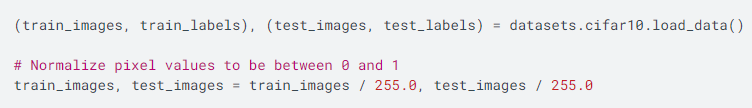 (train_images, train_labels), (test_images, test_labels) = datasets.cifar10.load_data()
# Normalize pixel values to be between 0 and 1
train_images, test_images = train_images / 255.0, test_images / 255.0